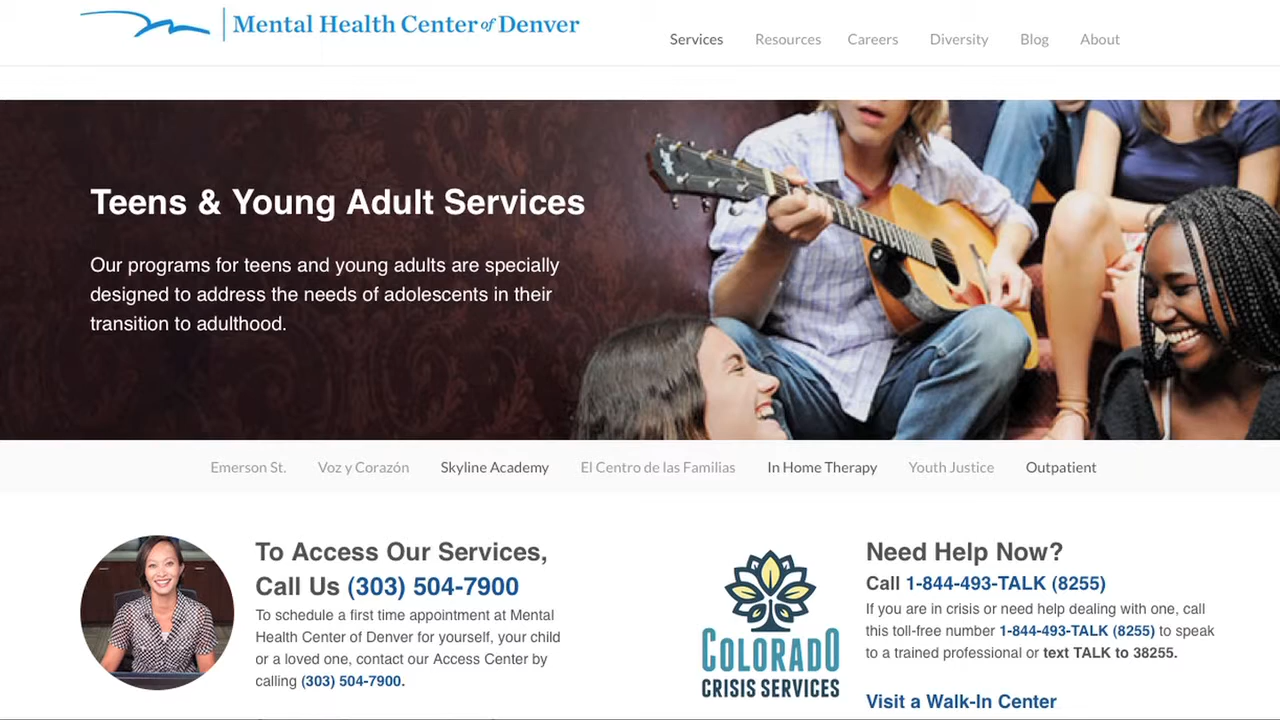 Mental Health Center of Denver
Services Resources Careers Diversity Blog About
Teens & Young Adult Services
Our programs for teens and young adults are specially
designed to address the needs of adolescents in their
transition to adulthood.
Emerson St. Voz y Corazón Skyline Academy El Centro de las Familias In Home Therapy Youth Justice Outpatient
To Access Our Services,
Call Us (303) 504-7900
To schedule a first time appointment at Mental
Health Center of Denver for yourself, your child
or a loved one, contact our Access Center by
calling (303) 504-7900.
COLORADO
CRISIS SERVICES
Need Help Now?
Call 1-844-493-TALK (8255)
If you are in crisis or need help dealing with one, call
this toll-free number 1-844-493-TALK (8255) to speak
to a trained professional or text TALK to 38255.
Visit a Walk-In Center